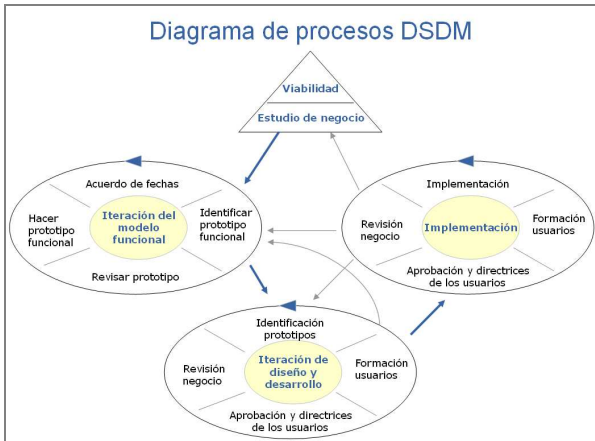 Diagrama de procesos DSDM
Viabilidad
Estudio de negocio
Acuerdo de fechas
Hacer
prototipo
funcional
Iteración del
modelo
funcional
Identificar
prototipo
funcional
Revisar prototipo
Implementación
Revisión
negocio
Implementación
Formación
usuarios
Aprobación y directrices
de los usuarios
Identificación
prototipos
Revisión
negocio
Iteración de
diseño y
desarrollo
Formación
usuarios
Aprobación y directrices
de los usuarios